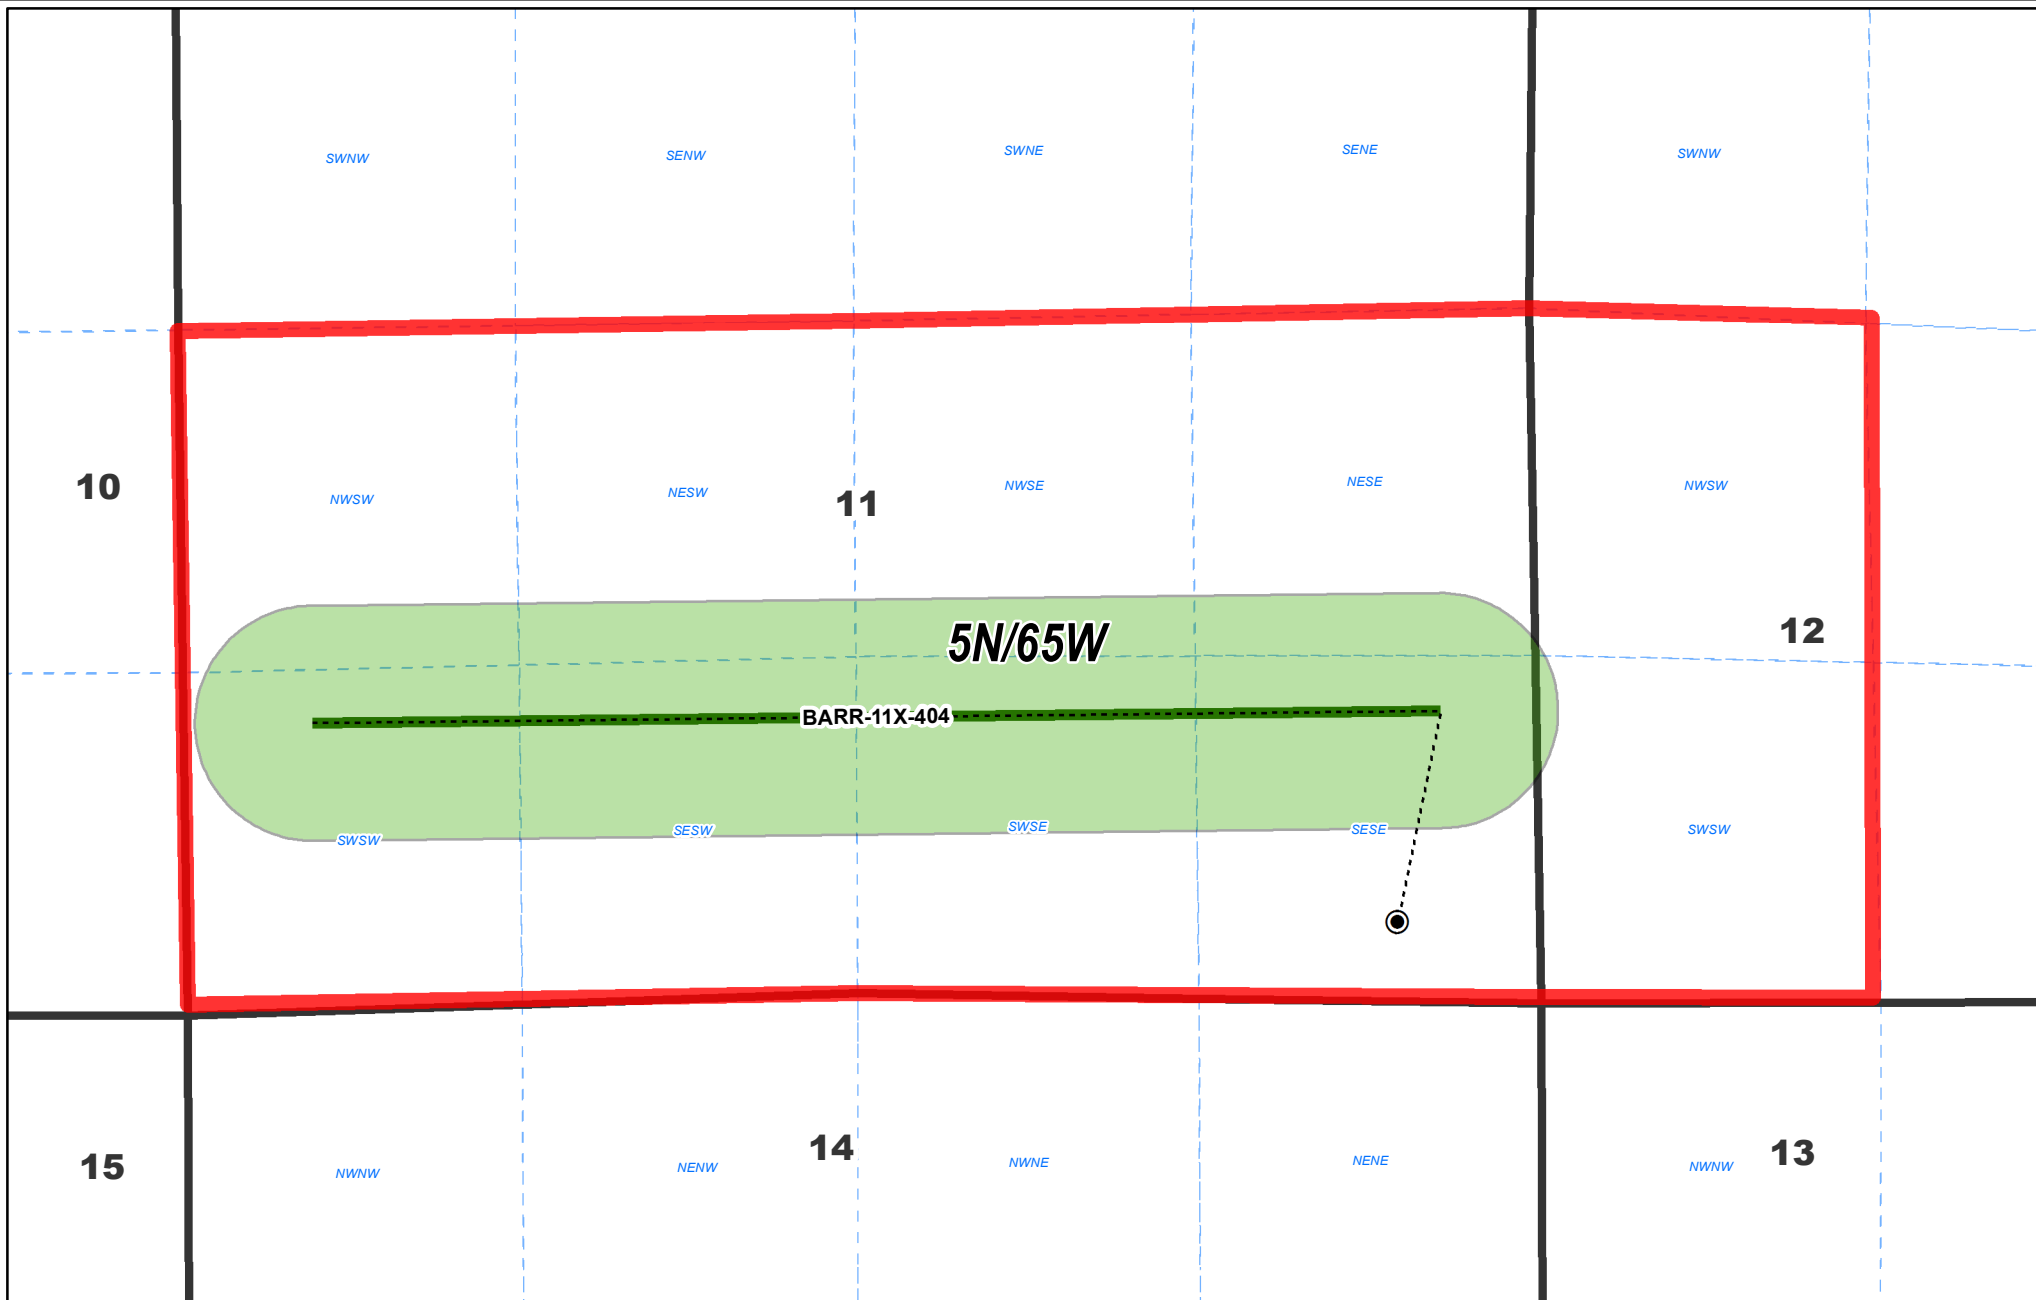 SWNW SENW SWNE SENE SWNW
10 NWSW NESW 11 NWSE NESE NWSW
5N/65W 12
BARR-11X-404
SWSW SESW SWSE SESE SWSW
15 NWNW NENW 14 NWNE NENE NWNW 13